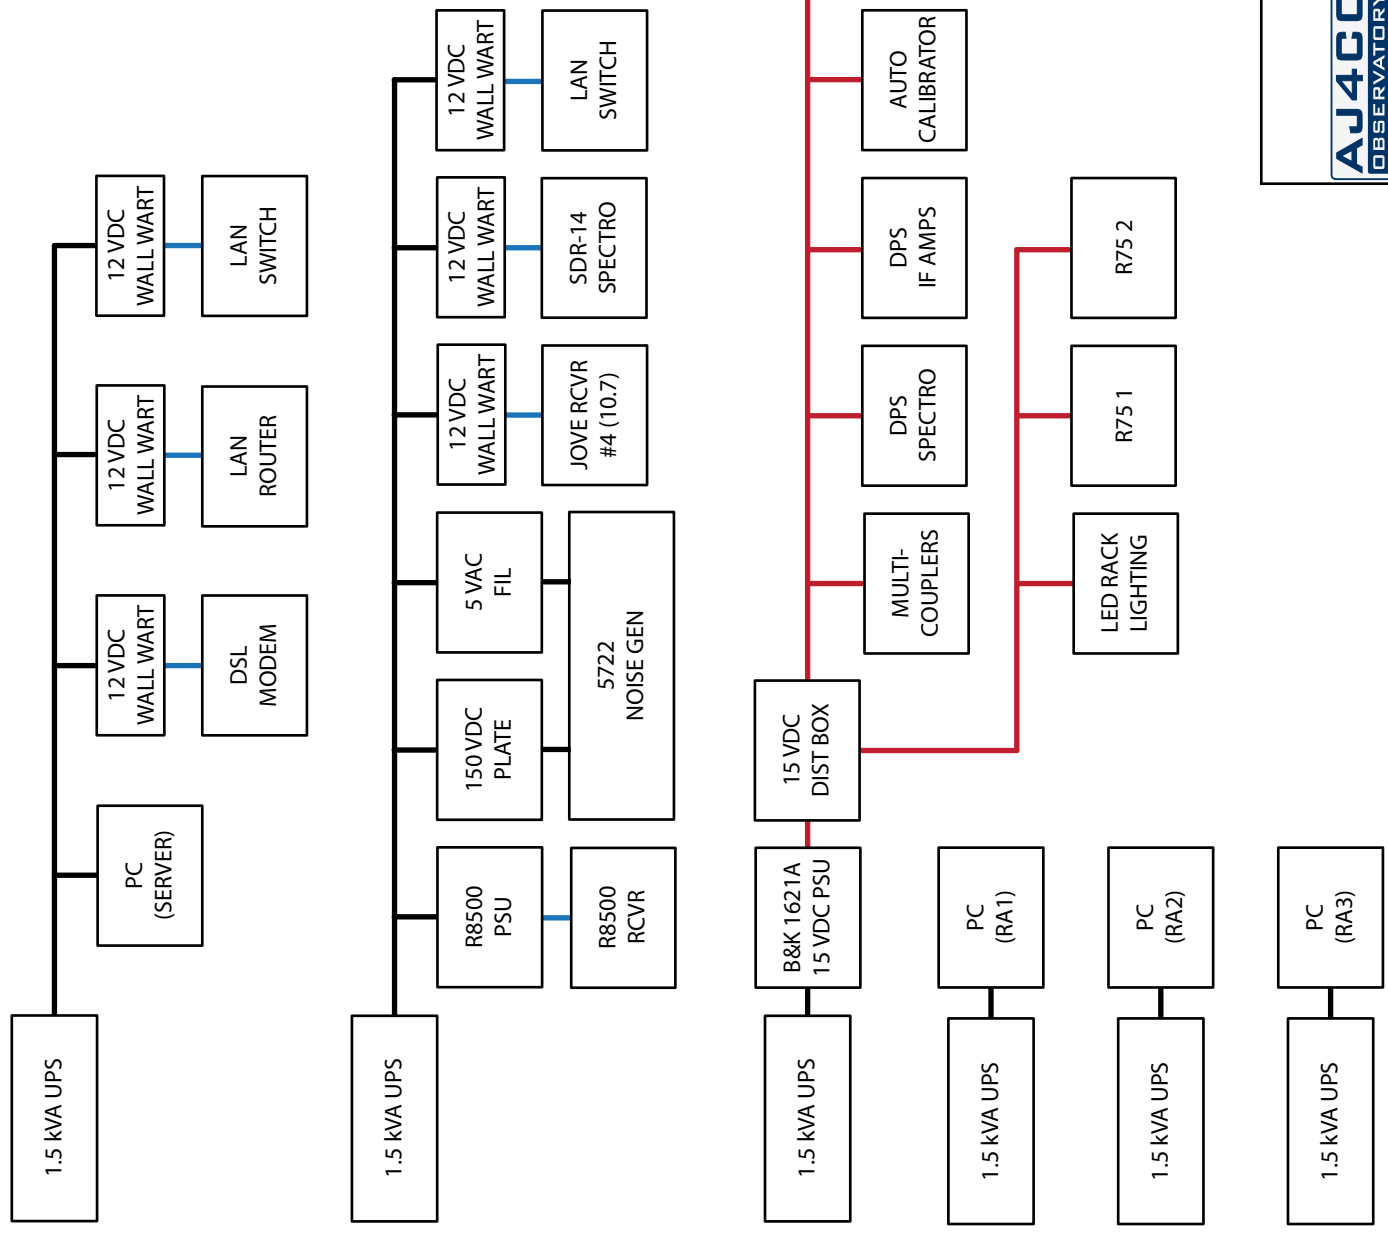 1.5 kVA UPS
PC
(SERVER)
12 VDC
WALL WART
DSL
MODEM
12 VDC
WALL WART
LAN
ROUTER
12 VDC
WALL WART
LAN
SWITCH
1.5 kVA UPS
R8500
PSU
R8500
RCVR
150 VDC
PLATE
5 VAC
FIL
5722
NOISE GEN
12 VDC
WALL WART
JOVE RCVR
#4 (10.7)
12 VDC
WALL WART
SDR-14
SPECTRO
12 VDC
WALL WART
LAN
SWITCH
1.5 kVA UPS
B&K 1621A
15 VDC PSU
15 VDC
DIST BOX
MULTI-
COUPLERS
DPS
SPECTRO
DPS
IF AMPS
AUTO
CALIBRATOR
LED RACK
LIGHTING
R75 1
R75 2
1.5 kVA UPS
PC
(RA1)
1.5 kVA UPS
PC
(RA2)
1.5 kVA UPS
PC
(RA3)
AJ4CO
OBSERVATORY